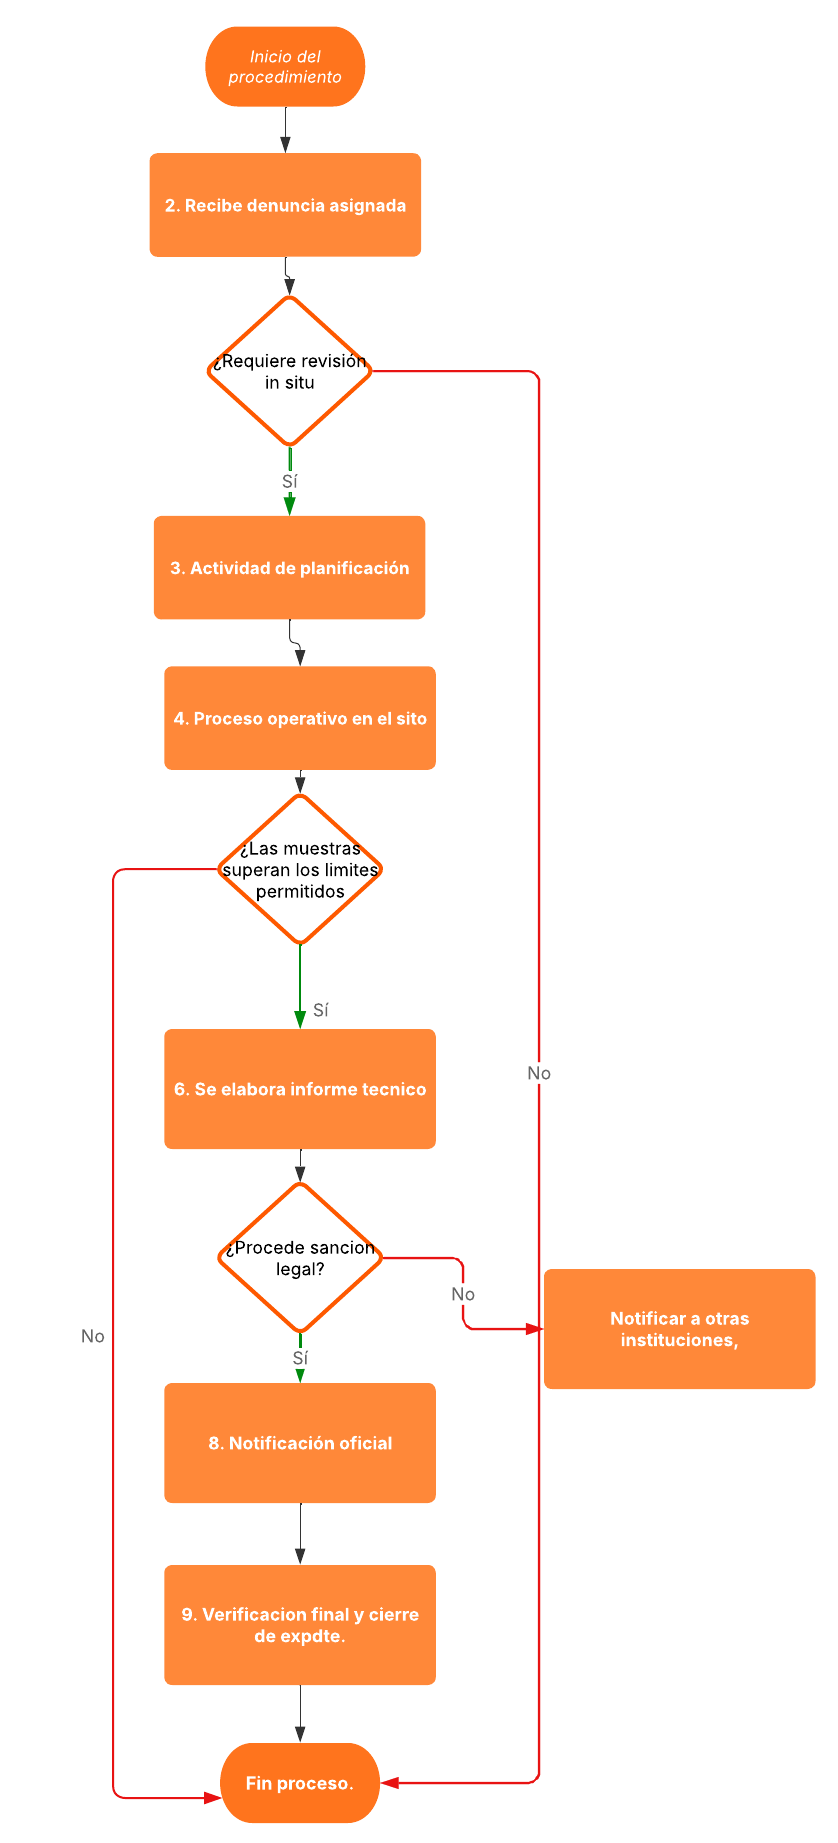 Inicio del
procedimiento
2. Recibe denuncia asignada
¿Requiere revisión
in situ
Sí
3. Actividad de planificación
4. Proceso operativo en el sito
¿Las muestras
superan los limites
permitidos
Sí
6. Se elabora informe tecnico
No
¿Procede sancion
legal?
No
Notificar a otras
instituciones,
No
Sí
8. Notificación oficial
9. Verificacion final y cierre
de expdte.
Fin proceso.